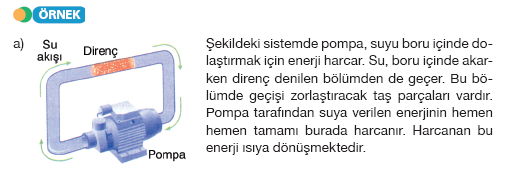 ÖRNEK
a)
Su
akışı
Direnç
Pompa
Şekildeki sistemde pompa, suyu boru içinde do-
laştırmak için enerji harcar. Su, boru içinde akar-
ken direnç denilen bölümden de geçer. Bu bö-
lümde geçişi zorlaştıracak taş parçaları vardır.
Pompa tarafından suya verilen enerjinin hemen
hemen tamamı burada harcanır. Harcanan bu
enerji ısıya dönüşmektedir.